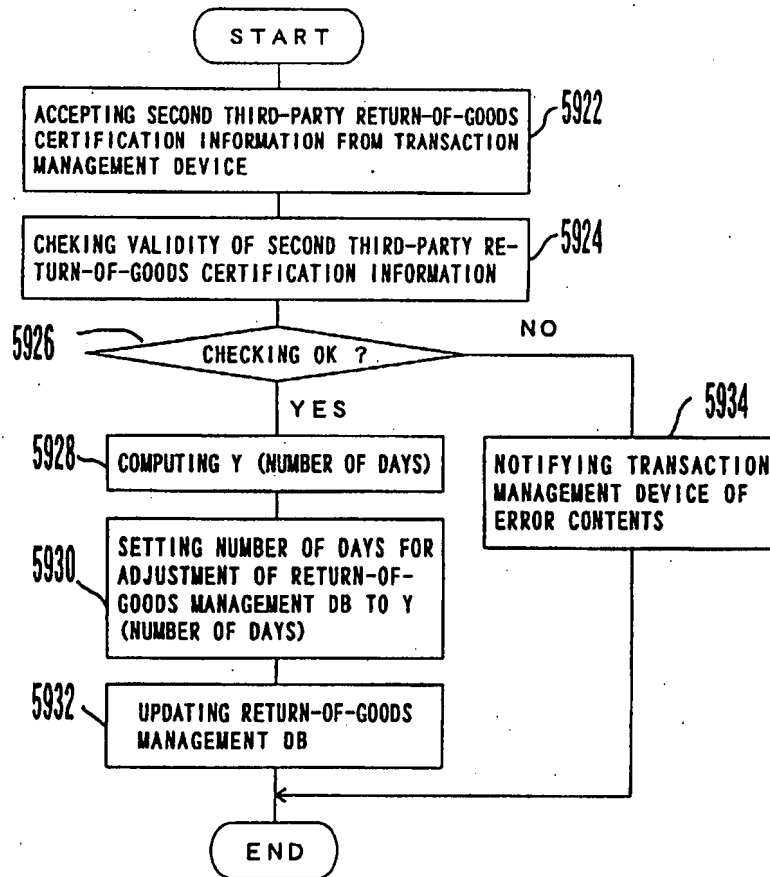 START
5922
ACCEPTING SECOND THIRD-PARTY RETURN-OF-GOODS
CERTIFICATION INFORMATION FROM TRANSACTION
MANAGEMENT DEVICE
5924
CHEKING VALIDITY OF SECOND THIRD-PARTY RE-
TURN-OF-GOODS CERTIFICATION INFORMATION
5926
CHECKING OK ?
NO
YES
5934
5928
COMPUTING Y (NUMBER OF DAYS)
NOTIFYING TRANSACTION
MANAGEMENT DEVICE OF
ERROR CONTENTS
5930
SETTING NUMBER OF DAYS FOR
ADJUSTMENT OF RETURN-OF-
GOODS MANAGEMENT DB TO Y
(NUMBER OF DAYS)
5932
UPDATING RETURN-OF-GOODS
MANAGEMENT DB
END